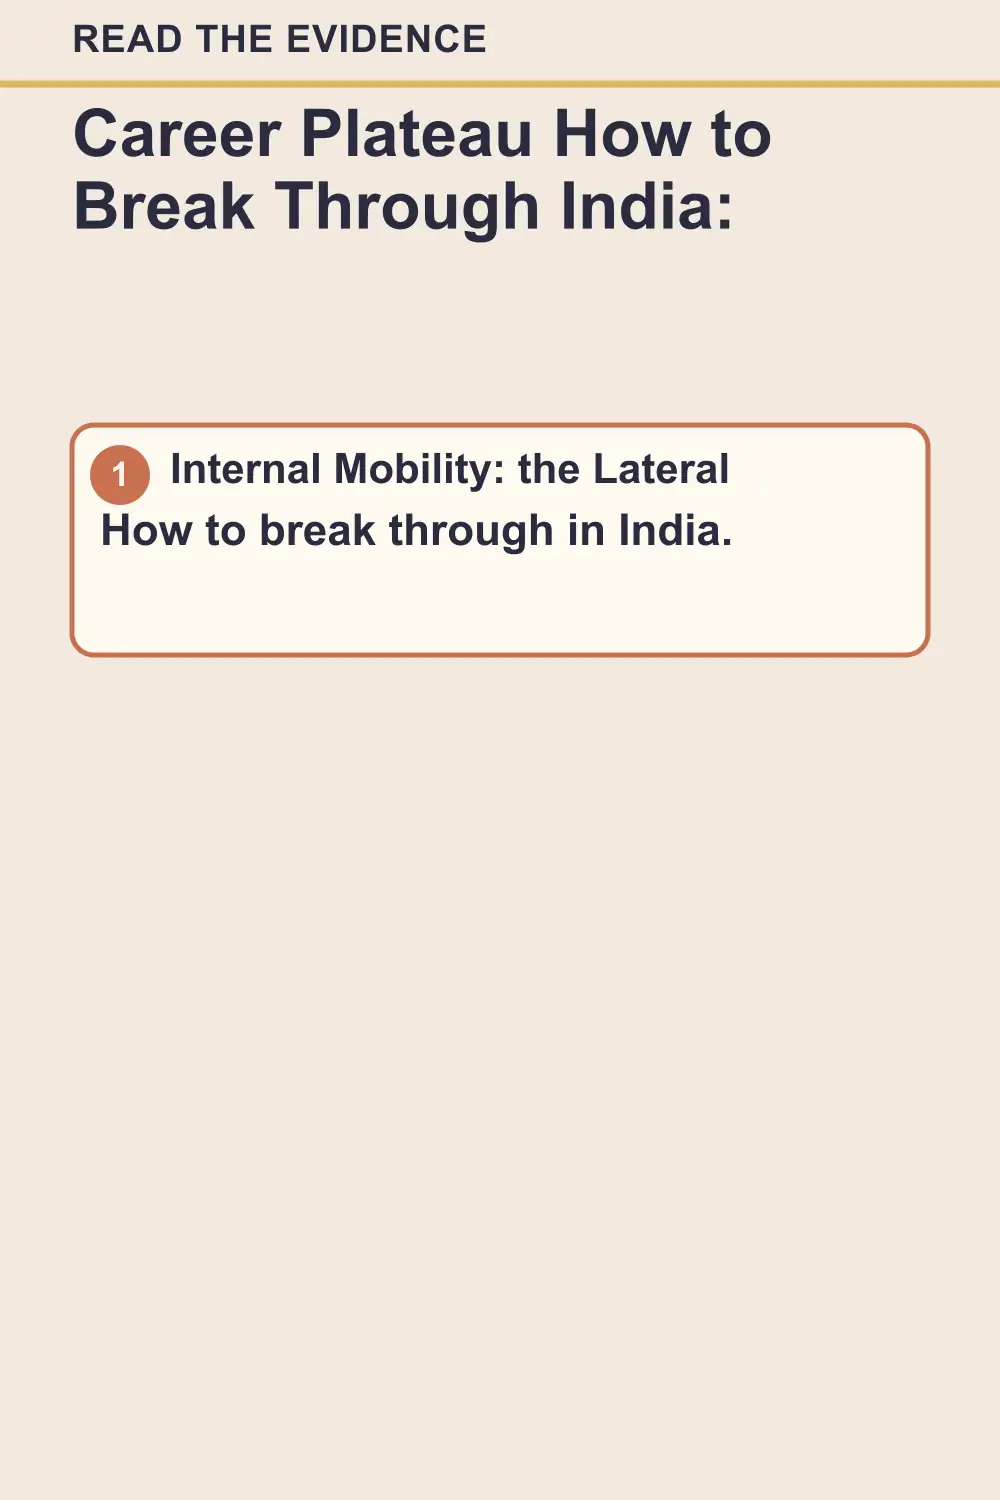 READ THE EVIDENCE
Career Plateau How to
Break Through India:
1 Internal Mobility: the Lateral
How to break through in India.